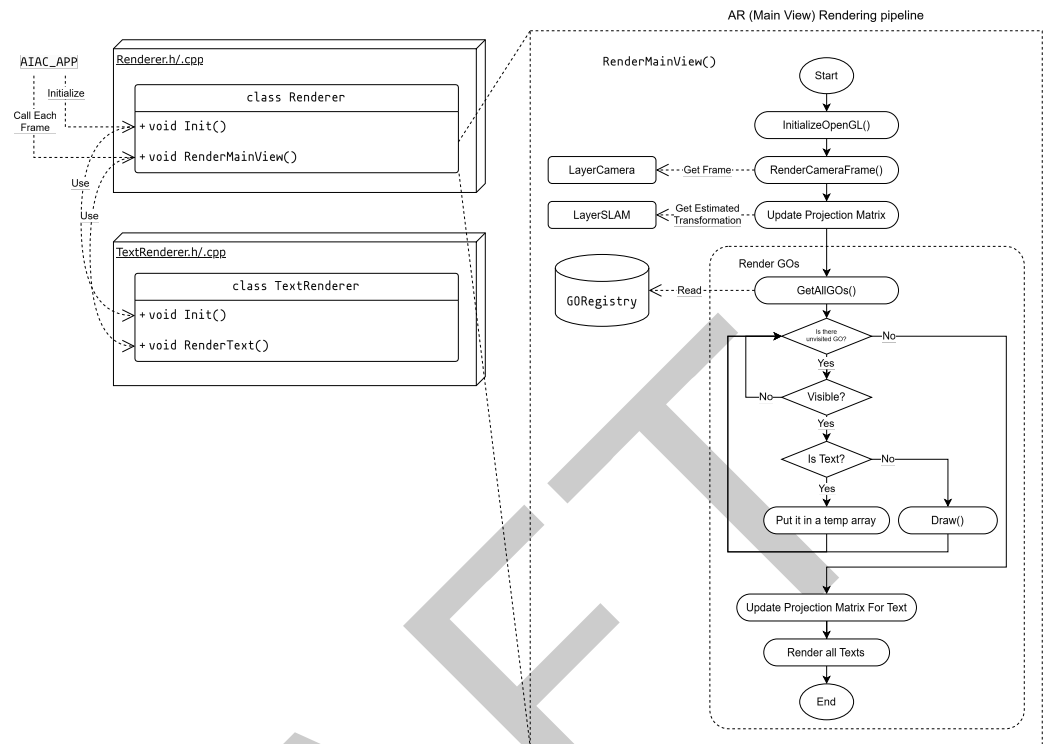 AR (Main View) Rendering pipeline
AIAC_APP
Initialize
Call Each
Frame
Renderer.h/.cpp
class Renderer
+ void Init()
+ void RenderMainView()
Use
Use
TextRenderer.h/.cpp
class TextRenderer
+ void Init()
+ void RenderText()
RenderMainView()
Start
InitializeOpenGL()
LayerCamera
Get Frame
RenderCameraFrame()
LayerSLAM
Get Estimated
Transformation
Update Projection Matrix
Render GOs
GORegistry
Read
GetAllGOs()
Is there
unvisited GO?
No
Yes
No
Visible?
Yes
Is Text?
No
Yes
Put it in a temp array
Draw()
Update Projection Matrix For Text
Render all Texts
End